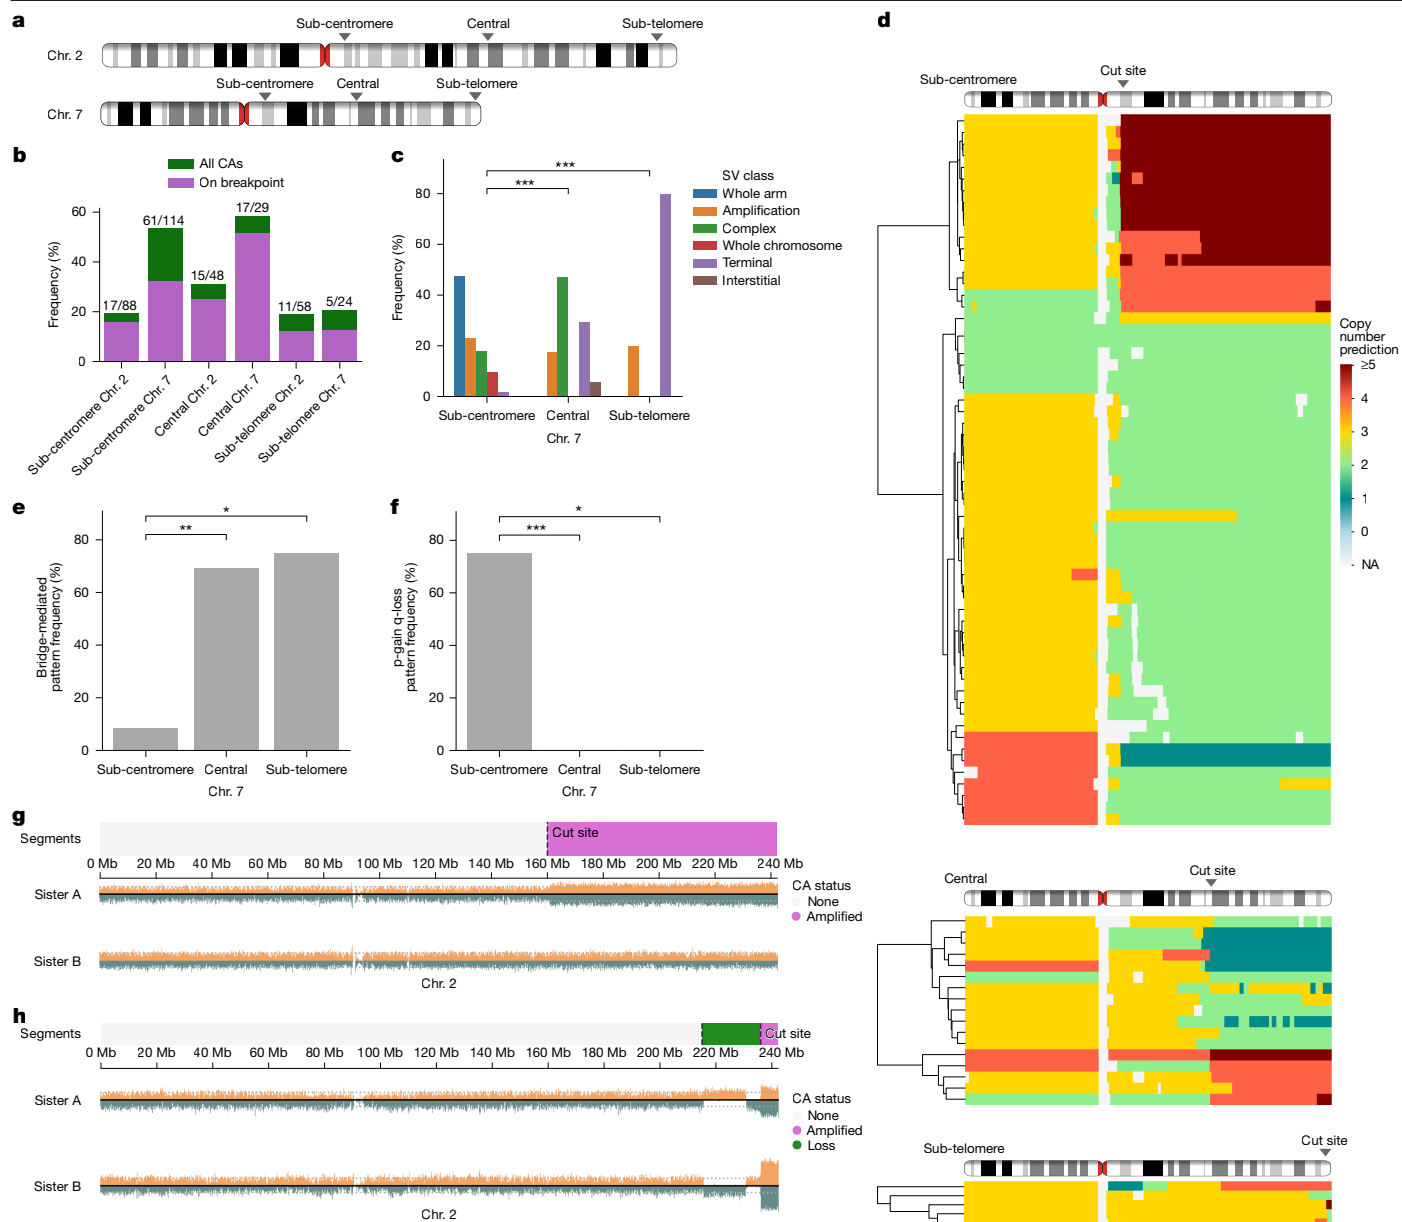 a
Sub-centromere Central Sub-telomere
Chr. 2
Sub-centromere Central Sub-telomere
Chr. 7
b
All CAs
On breakpoint
Frequency (%)
60
40
20
0
17/88
61/114
15/48
17/29
11/58
5/24
Sub-centromere Chr. 2
Sub-centromere Chr. 7
Central Chr. 2
Central Chr. 7
Sub-telomere Chr. 2
Sub-telomere Chr. 7
c
***
***
Frequency (%)
80
60
40
20
0
Sub-centromere Central Sub-telomere
Chr. 7
SV class
Whole arm
Amplification
Complex
Whole chromosome
Terminal
Interstitial
d
Sub-centromere
Cut site
Copy
number
prediction
≥5
4
3
2
1
0
NA
Central
Cut site
Sub-telomere
Cut site
e
*
**
Bridge-mediated
pattern frequency (%)
80
60
40
20
0
Sub-centromere Central Sub-telomere
Chr. 7
f
*
***
p-gain q-loss
pattern frequency (%)
80
60
40
20
0
Sub-centromere Central Sub-telomere
Chr. 7
g
Segments
Cut site
0 Mb 20 Mb 40 Mb 60 Mb 80 Mb 100 Mb 120 Mb 140 Mb 160 Mb 180 Mb 200 Mb 220 Mb 240 Mb
Sister A
Sister B
Chr. 2
CA status
None
Amplified
h
Segments
Cut site
0 Mb 20 Mb 40 Mb 60 Mb 80 Mb 100 Mb 120 Mb 140 Mb 160 Mb 180 Mb 200 Mb 220 Mb 240 Mb
Sister A
Sister B
Chr. 2
CA status
None
Amplified
Loss